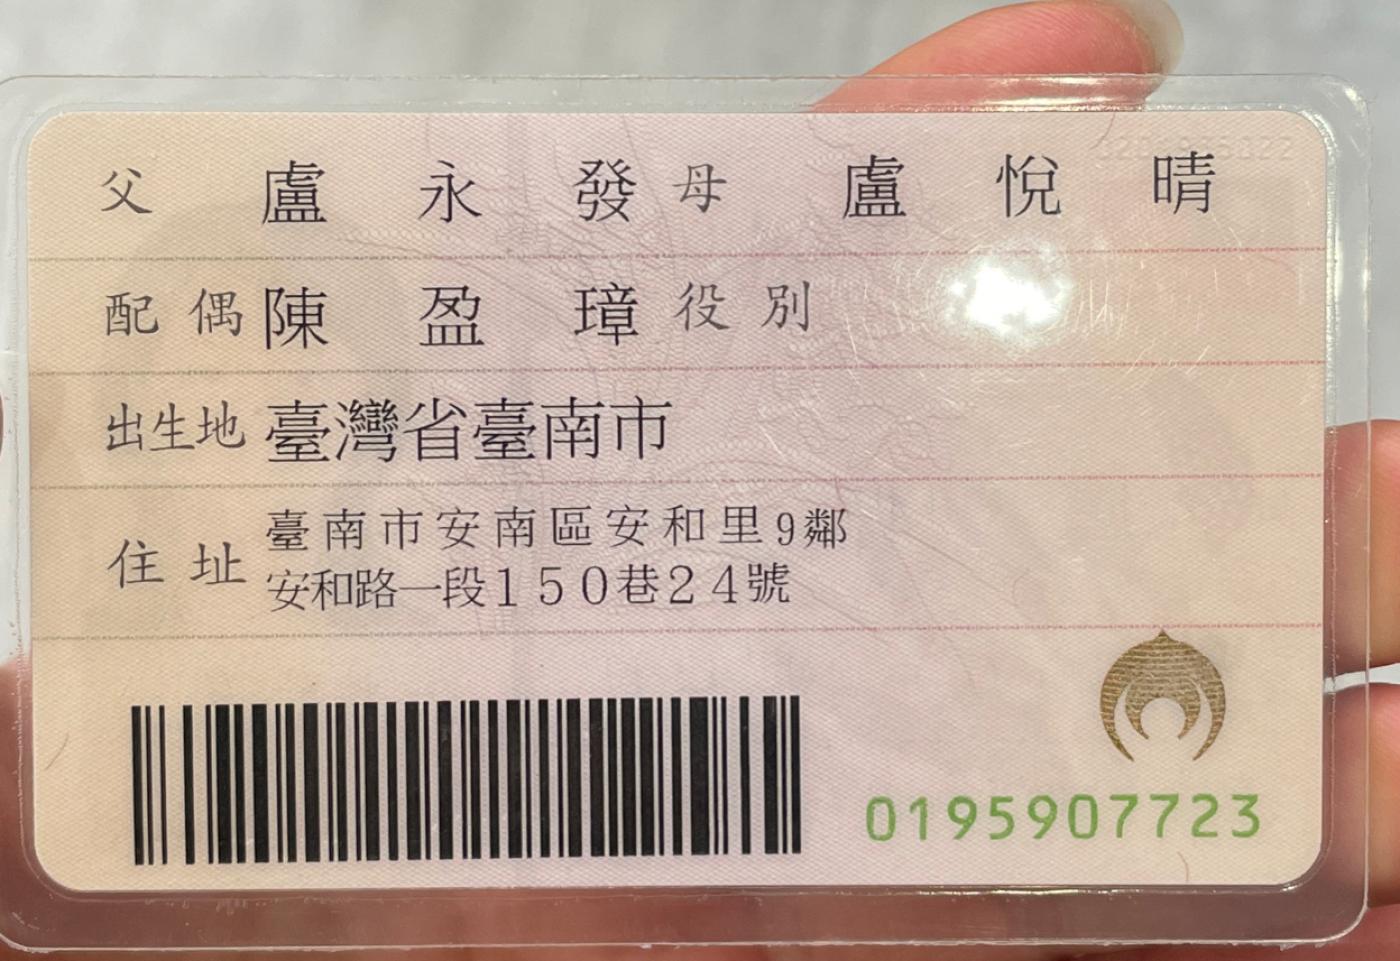 父 盧永發 母 盧悅晴
配偶 陳盈璋 役別
出生地 臺灣省臺南市
住址 臺南市安南區安和里9鄰
安和路一段150巷24號
0195907723